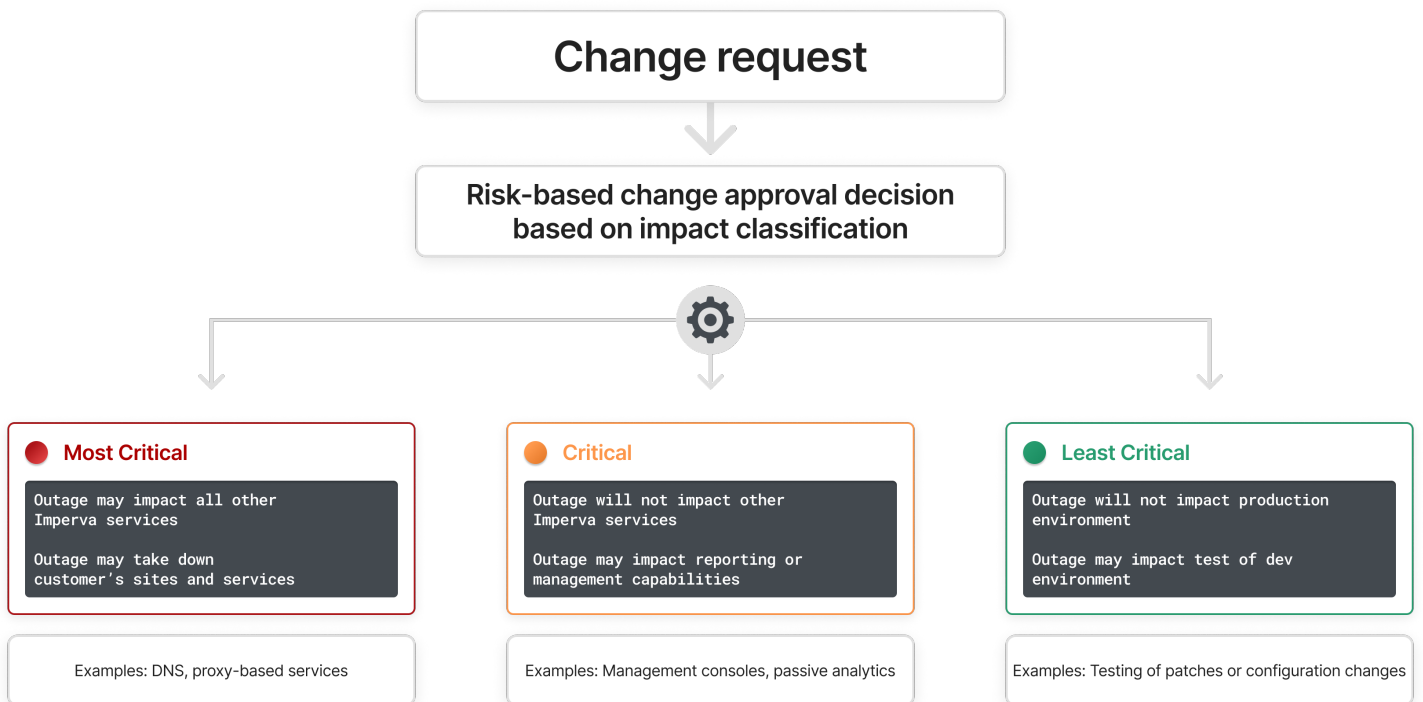 Change request
Risk-based change approval decision
based on impact classification
Most Critical
Outage may impact all other
Imperva services
Outage may take down
customer's sites and services
Examples: DNS, proxy-based services
Critical
Outage will not impact other
Imperva services
Outage may impact reporting or
management capabilities
Examples: Management consoles, passive analytics
Least Critical
Outage will not impact production
environment
Outage may impact test of dev
environment
Examples: Testing of patches or configuration changes